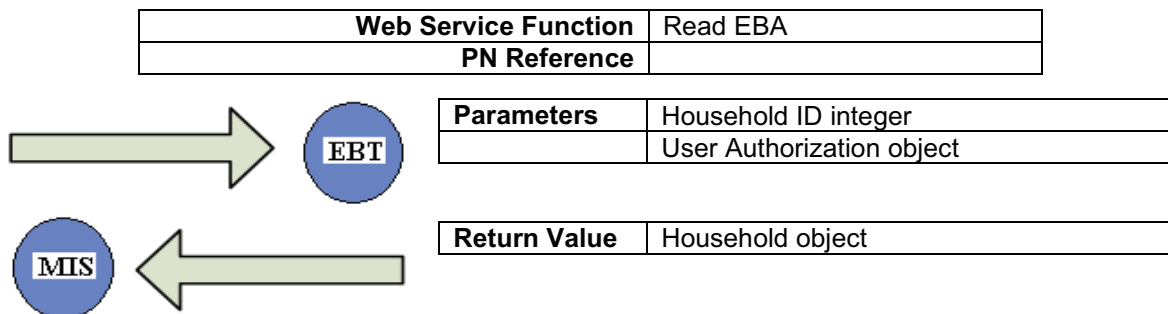 Web Service Function Read EBA
PN Reference
EBT
Parameters Household ID integer
User Authorization object
MIS
Return Value Household object